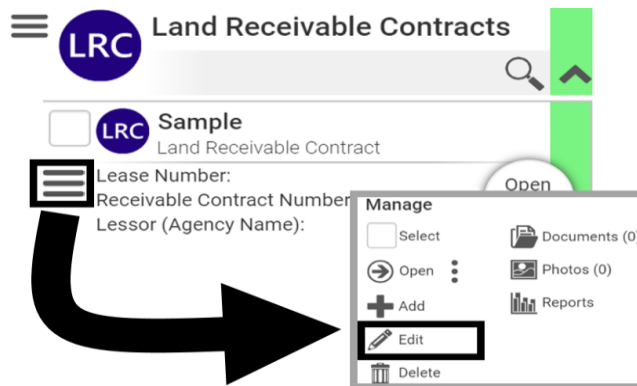 LRC Land Receivable Contracts
LRC Sample
Land Receivable Contract
Lease Number:
Receivable Contract Number
Lessor (Agency Name):
Open
Manage
Select
Documents (0)
Open
Photos (0)
Add
Reports
Edit
Delete